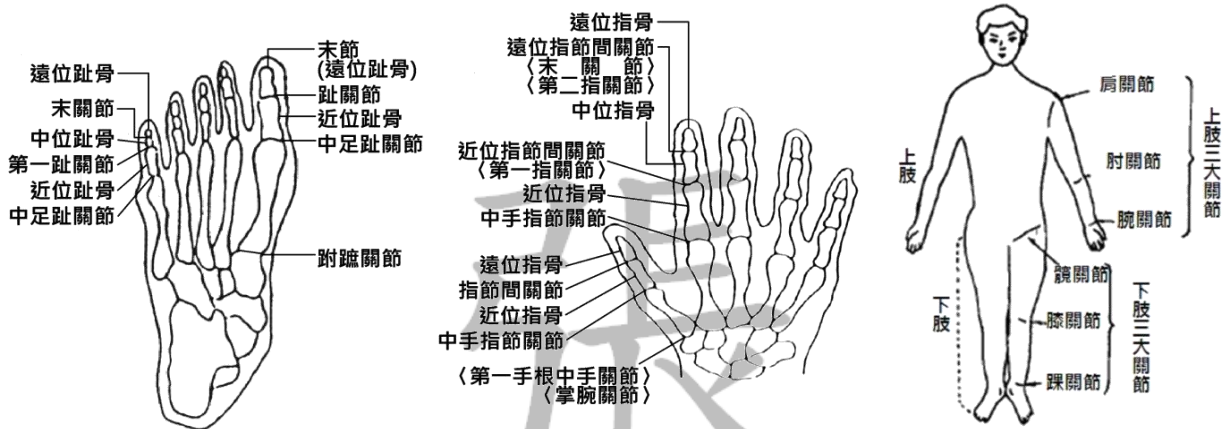 遠位趾骨
末關節
中位趾骨
第一趾關節
近位趾骨
中足趾關節
末節
(遠位趾骨)
趾關節
近位趾骨
中足趾關節
跗蹠關節
遠位指骨
遠位指節間關節
〈末關節〉
〈第二指關節〉
中位指骨
近位指節間關節
〈第一指關節〉
近位指骨
中手指節關節
遠位指骨
指節間關節
近位指骨
中手指節關節
〈第一手根中手關節〉
〈掌腕關節〉
上肢
肩關節
肘關節
腕關節
上肢三大關節
下肢
髖關節
膝關節
踝關節
下肢三大關節